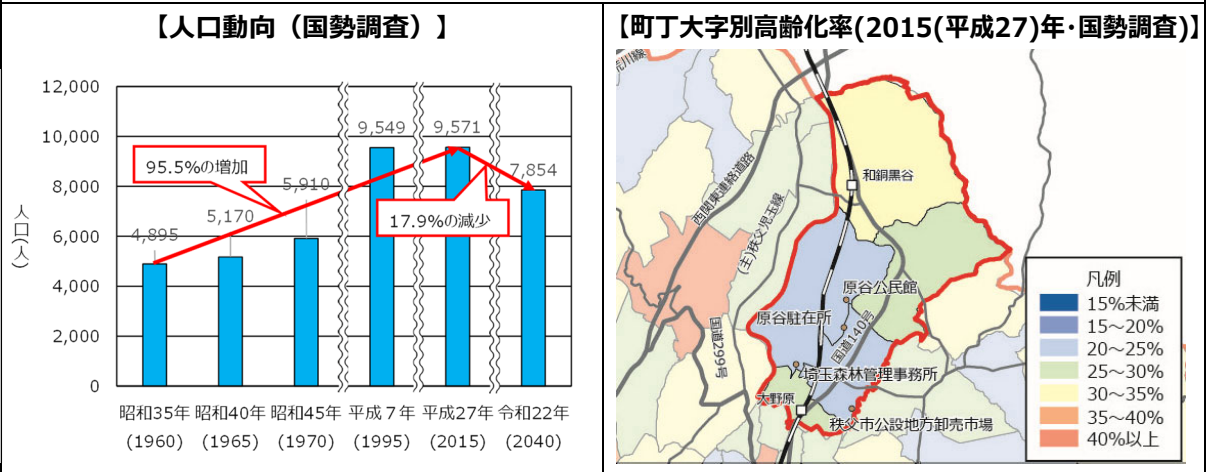 【人口動向（国勢調査）】
12,000
10,000
8,000
6,000
4,000
2,000
0
人口(人)
4,895
5,170
5,910
9,549
9,571
7,854
95.5%の増加
17.9%の減少
昭和35年
(1960)
昭和40年
(1965)
昭和45年
(1970)
平成７年
(1995)
平成27年
(2015)
令和22年
(2040)
【町丁大字別高齢化率(2015(平成27)年・国勢調査)】
荒川線
西関東連絡道路
(主)秩父児玉線
和銅黒谷
原谷公民館
原谷駐在所
国道140号
国道299号
埼玉森林管理事務所
大野原
秩父市公設地方卸売市場
凡例
15%未満
15～20%
20～25%
25～30%
30～35%
35～40%
40%以上